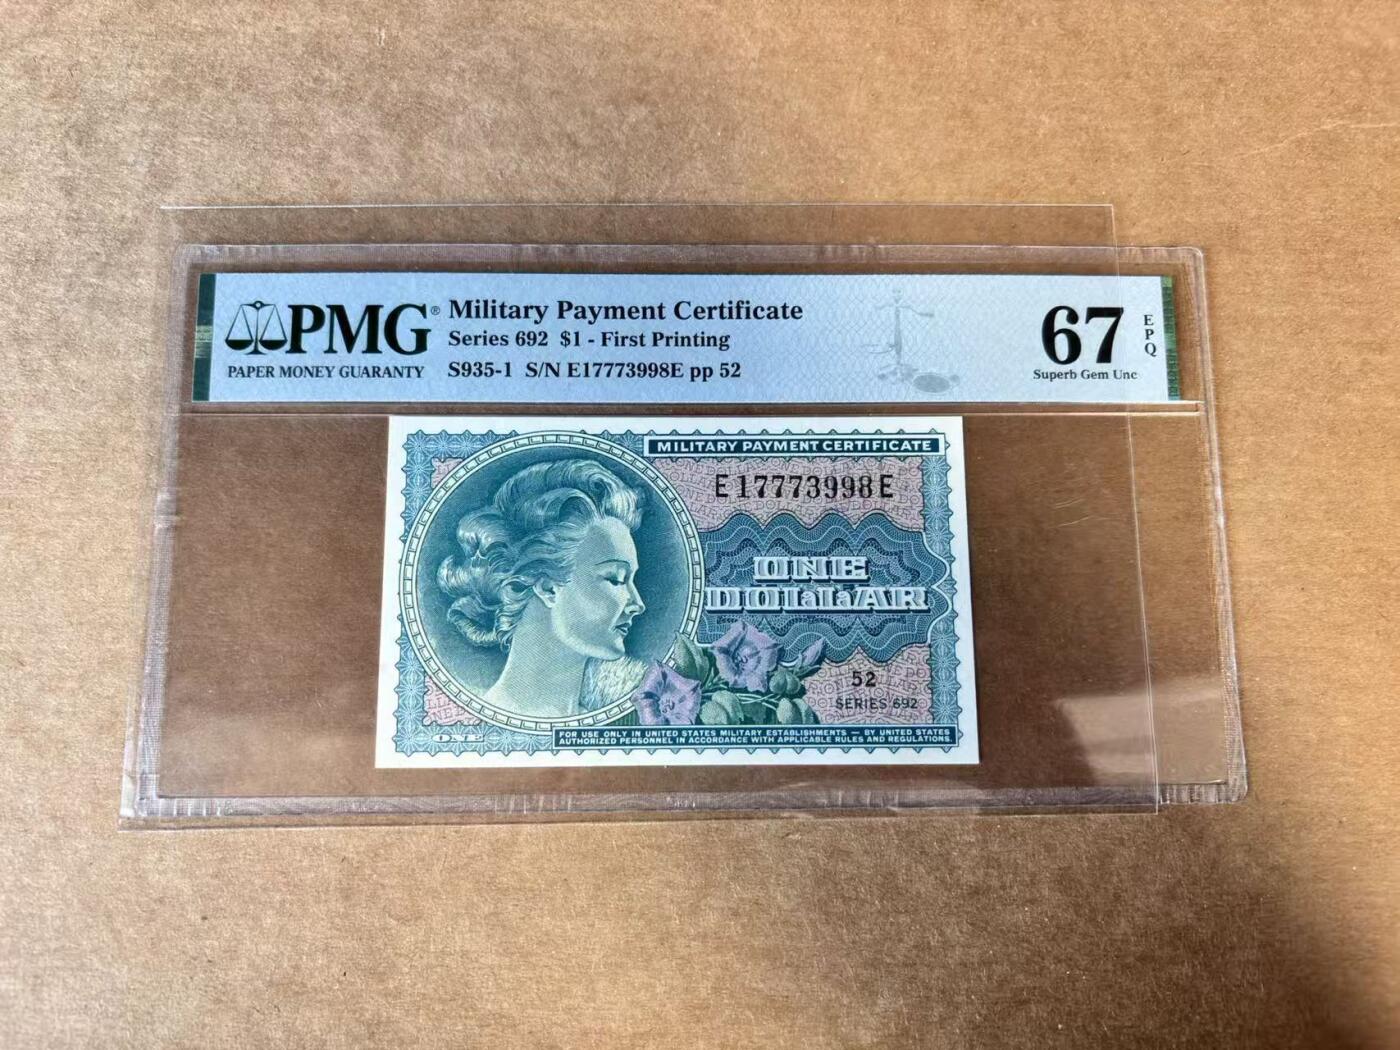 PMG®
PAPER MONEY GUARANTY
Military Payment Certificate
Series 692 $1 - First Printing
S935-1 S/N E17773998E pp 52
67
EPQ
Superb Gem Unc
MILITARY PAYMENT CERTIFICATE
E17773998E
ONE
DOLLAR
52
SERIES 692
ONE
FOR USE ONLY IN UNITED STATES MILITARY ESTABLISHMENTS — BY UNITED STATES
AUTHORIZED PERSONNEL IN ACCORDANCE WITH APPLICABLE RULES AND REGULATIONS.